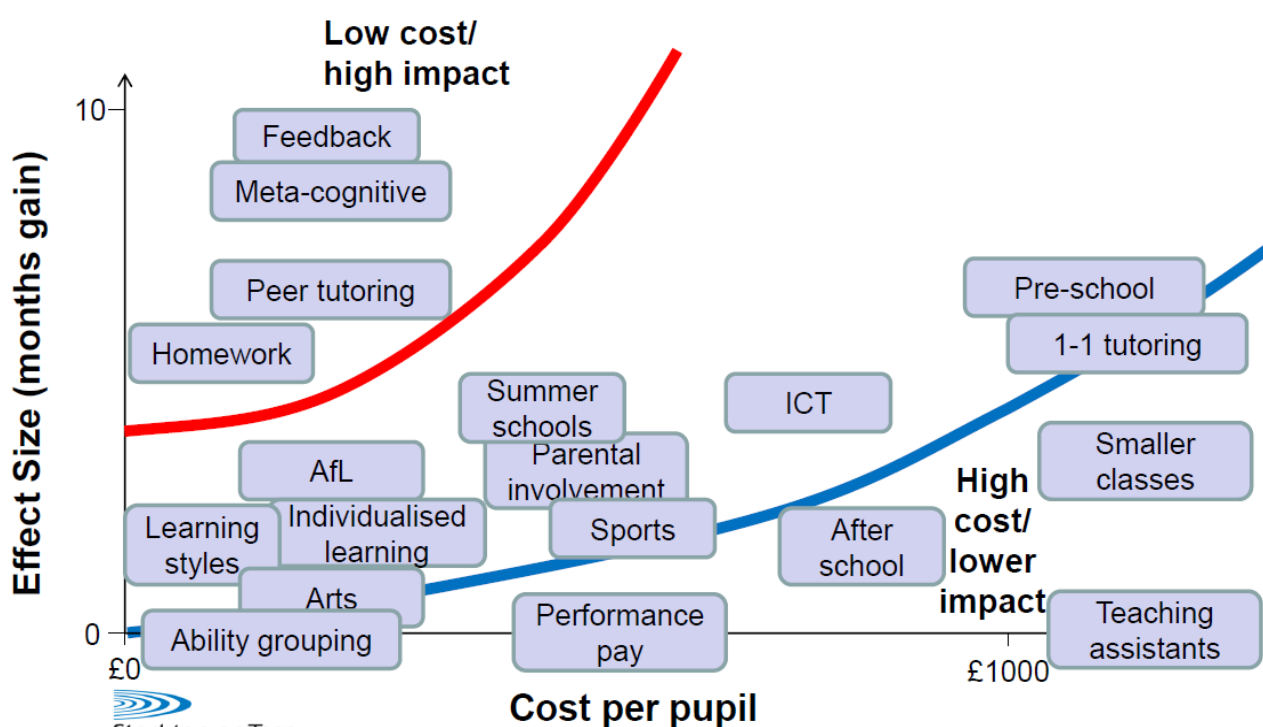 Low cost/
high impact
10
Feedback
Meta-cognitive
Peer tutoring
Homework
Pre-school
1-1 tutoring
Summer
schools
ICT
AfL
Parental
involvement
Smaller
classes
Learning
styles
Individualised
learning
Sports
After
school
High
cost/
lower
impact
Arts
Ability grouping
Performance
pay
Teaching
assistants
0
£0
£1000
Cost per pupil
Effect Size (months gain)